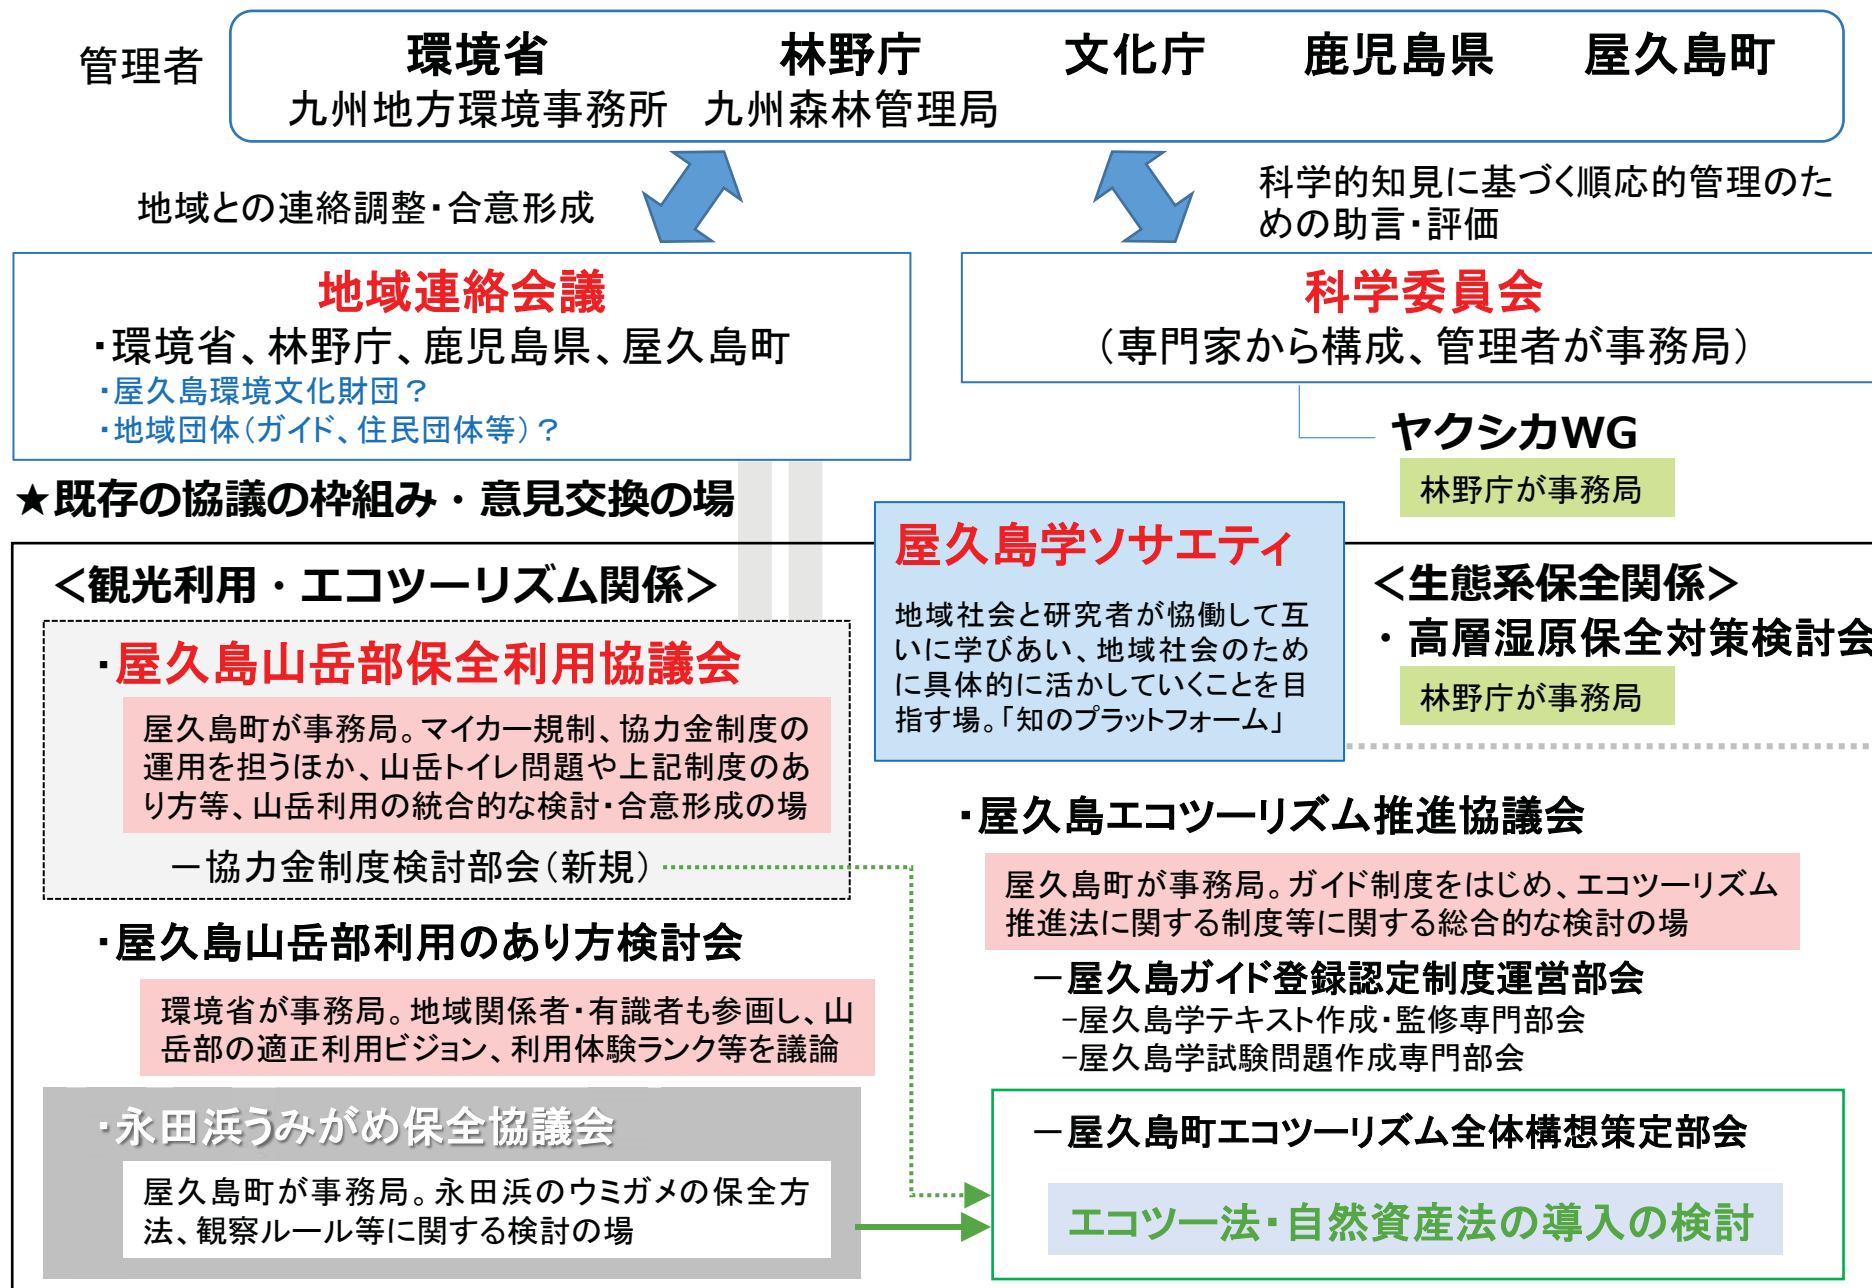 管理者
環境省 林野庁 文化庁 鹿児島県 屋久島町
九州地方環境事務所 九州森林管理局
地域との連絡調整・合意形成
科学的知見に基づく順応的管理のた
めの助言・評価
地域連絡会議
・環境省、林野庁、鹿児島県、屋久島町
・屋久島環境文化財団？
・地域団体（ガイド、住民団体等）？
科学委員会
（専門家から構成、管理者が事務局）
ヤクシカWG
林野庁が事務局
★既存の協議の枠組み・意見交換の場
屋久島学ソサエティ
地域社会と研究者が協働して互
いに学びあい、地域社会のため
に具体的に活かしていくことを目
指す場。「知のプラットフォーム」
＜観光利用・エコツーリズム関係＞
・屋久島山岳部保全利用協議会
屋久島町が事務局。マイカー規制、協力金制度の
運用を担うほか、山岳トイレ問題や上記制度のあ
り方等、山岳利用の統合的な検討・合意形成の場
－協力金制度検討部会（新規）
・屋久島山岳部利用のあり方検討会
環境省が事務局。地域関係者・有識者も参画し、山
岳部の適正利用ビジョン、利用体験ランク等を議論
・永田浜うみがめ保全協議会
屋久島町が事務局。永田浜のウミガメの保全方
法、観察ルール等に関する検討の場
＜生態系保全関係＞
・高層湿原保全対策検討会
林野庁が事務局
・屋久島エコツーリズム推進協議会
屋久島町が事務局。ガイド制度をはじめ、エコツーリズム
推進法に関する制度等に関する総合的な検討の場
－屋久島ガイド登録認定制度運営部会
－屋久島学テキスト作成・監修専門部会
－屋久島学試験問題作成専門部会
－屋久島町エコツーリズム全体構想策定部会
エコツー法・自然資産法の導入の検討